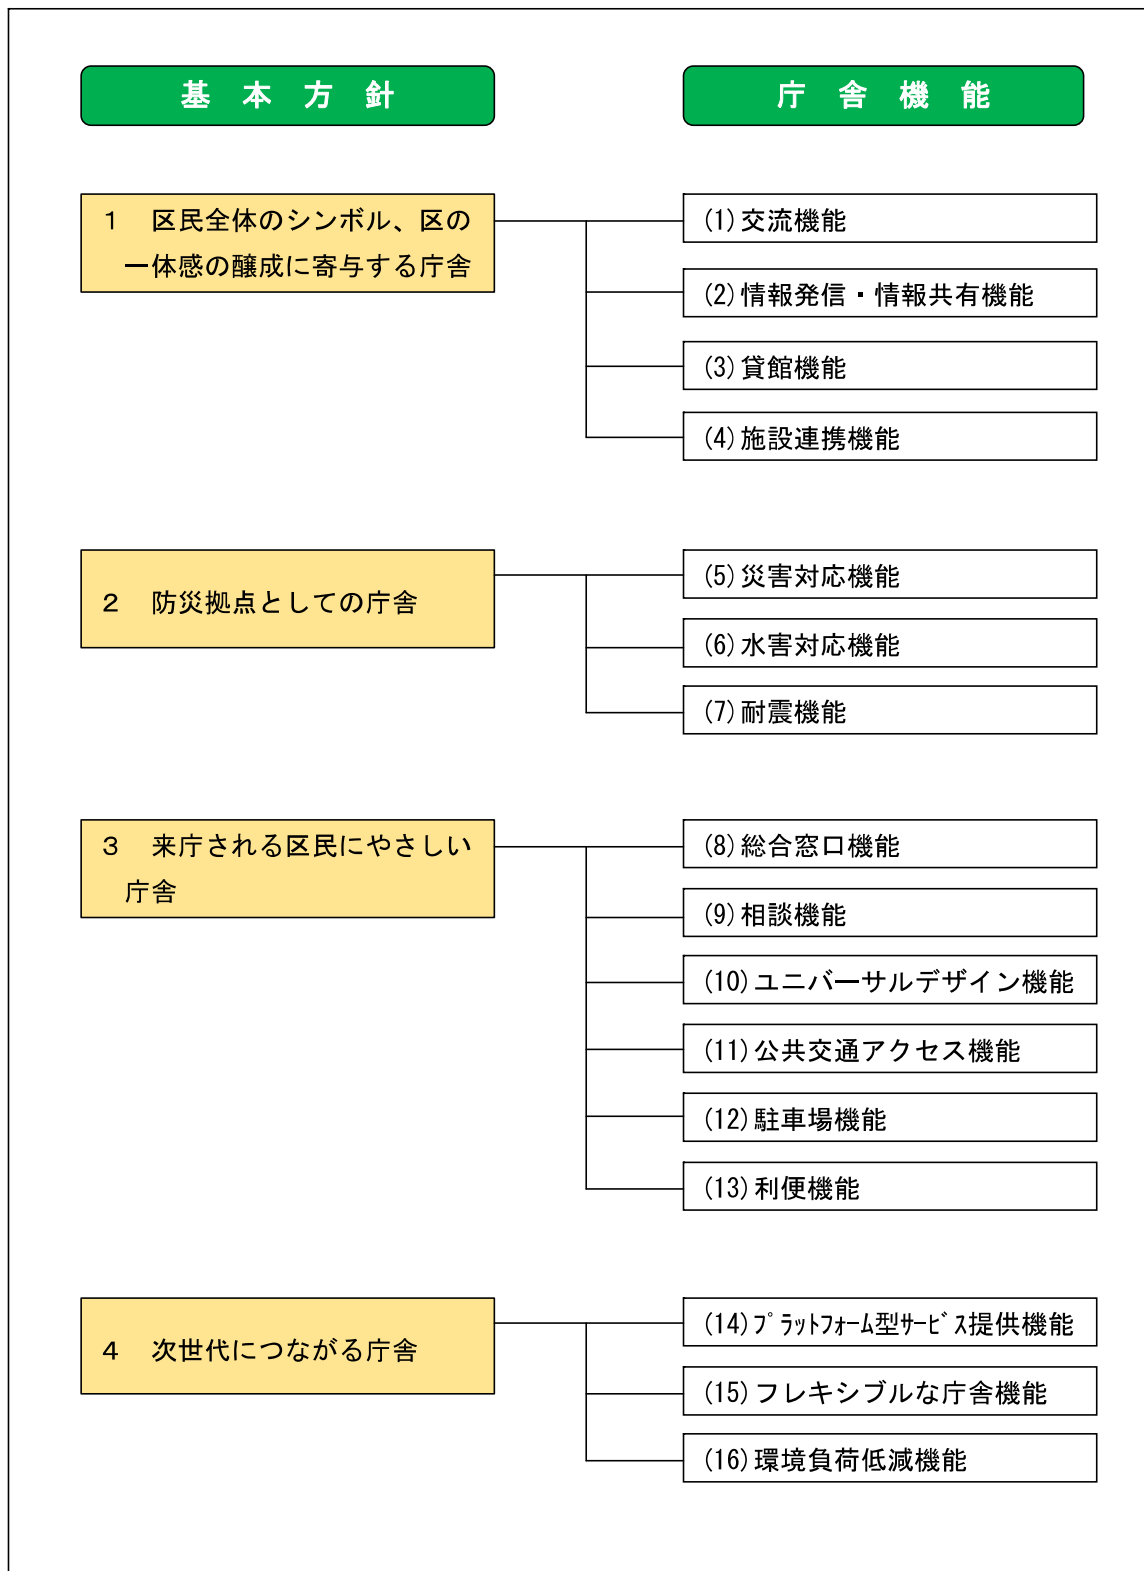 基本方針
庁舎機能
1 区民全体のシンボル、区の
一体感の醸成に寄与する庁舎
(1)交流機能
(2)情報発信・情報共有機能
(3)貸館機能
(4)施設連携機能
2 防災拠点としての庁舎
(5)災害対応機能
(6)水害対応機能
(7)耐震機能
3 来庁される区民にやさしい
庁舎
(8)総合窓口機能
(9)相談機能
(10)ユニバーサルデザイン機能
(11)公共交通アクセス機能
(12)駐車場機能
(13)利便機能
4 次世代につながる庁舎
(14)プラットフォーム型サービス提供機能
(15)フレキシブルな庁舎機能
(16)環境負荷低減機能